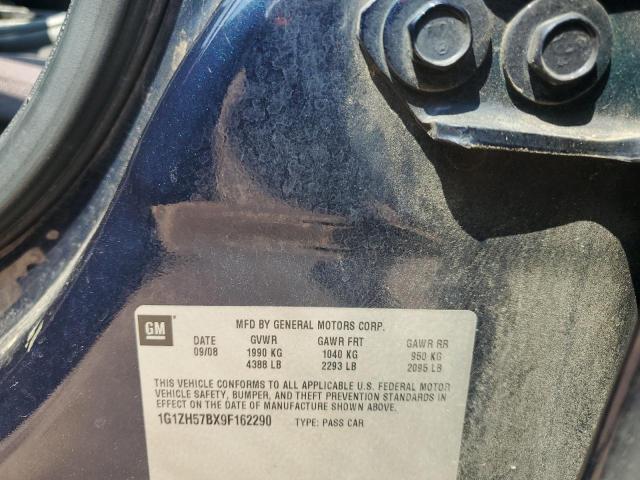 GM
MFD BY GENERAL MOTORS CORP.
DATE GVWR GAWR FRT GAWR RR
09/08 1990 KG 1040 KG 950 KG
4388 LB 2293 LB 2095 LB
THIS VEHICLE CONFORMS TO ALL APPLICABLE U.S. FEDERAL MOTOR
VEHICLE SAFETY, BUMPER, AND THEFT PREVENTION STANDARDS IN
EFFECT ON THE DATE OF MANUFACTURE SHOWN ABOVE.
1G1ZH57BX9F162290 TYPE: PASS CAR